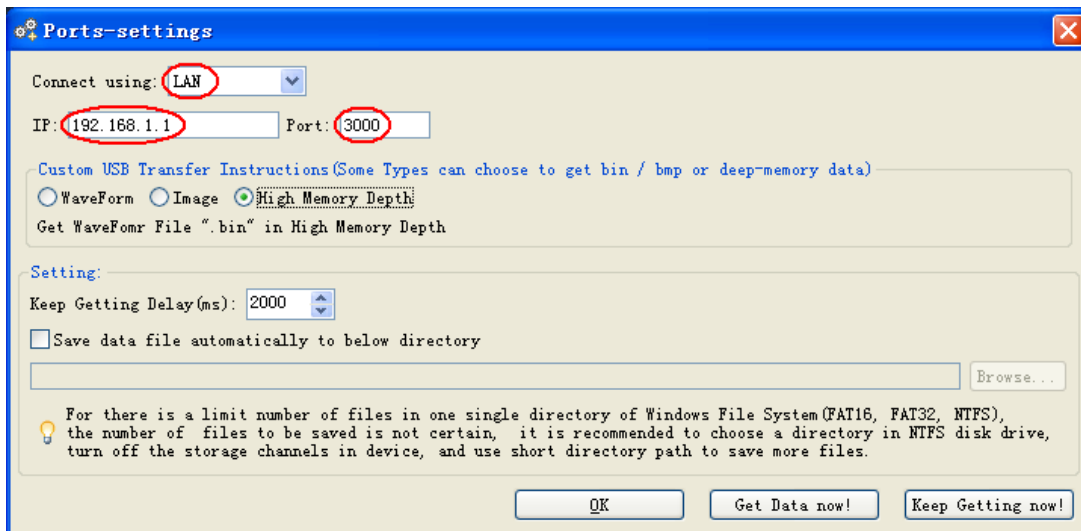 Ports-settings
Connect using: LAN
IP: 192.168.1.1 Port: 3000
Custom USB Transfer Instructions(Some Types can choose to get bin / bmp or deep-memory data)
WaveForm Image High Memory Depth
Get WaveFomr File ".bin" in High Memory Depth
Setting:
Keep Getting Delay(ms): 2000
Save data file automatically to below directory
Browse...
For there is a limit number of files in one single directory of Windows File System(FAT16, FAT32, NTFS),
the number of files to be saved is not certain, it is recommended to choose a directory in NTFS disk drive,
turn off the storage channels in device, and use short directory path to save more files.
OK Get Data now! Keep Getting now!